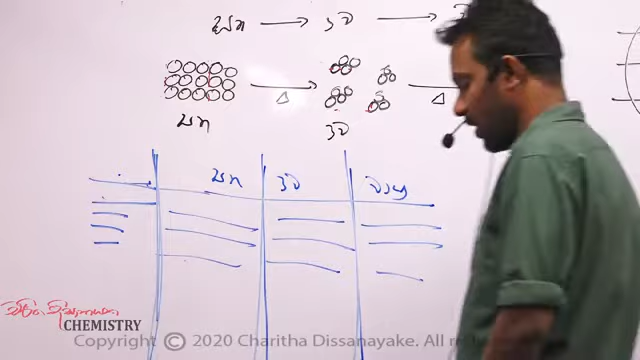 ඝන → ද්‍රව →
△ △
ඝන ද්‍රව
ඝන ද්‍රව වායු
CHEMISTRY
Copyright © 2020 Charitha Dissanayake. All